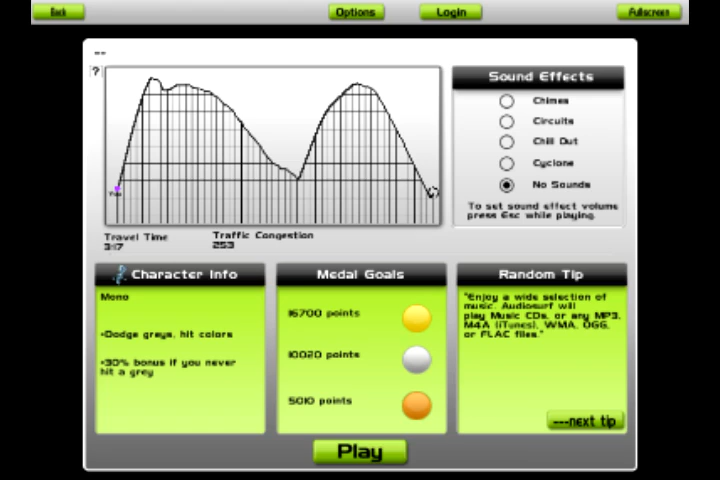 Back
Options
Login
Fullscreen
--
?
Sound Effects
Chimes
Circuits
Chill Out
Cyclone
No Sounds
To set sound effect volume
press Esc while playing.
Travel Time
3:17
Traffic Congestion
253
Character Info
Mono
•Dodge greys, hit colors
•30% bonus if you never
hit a grey
Medal Goals
16700 points
10020 points
5010 points
Random Tip
"Enjoy a wide selection of
music. Audiosurf will
play Music CDs, or any MP3,
M4A (iTunes), WMA, OGG,
or FLAC files."
---next tip
Play